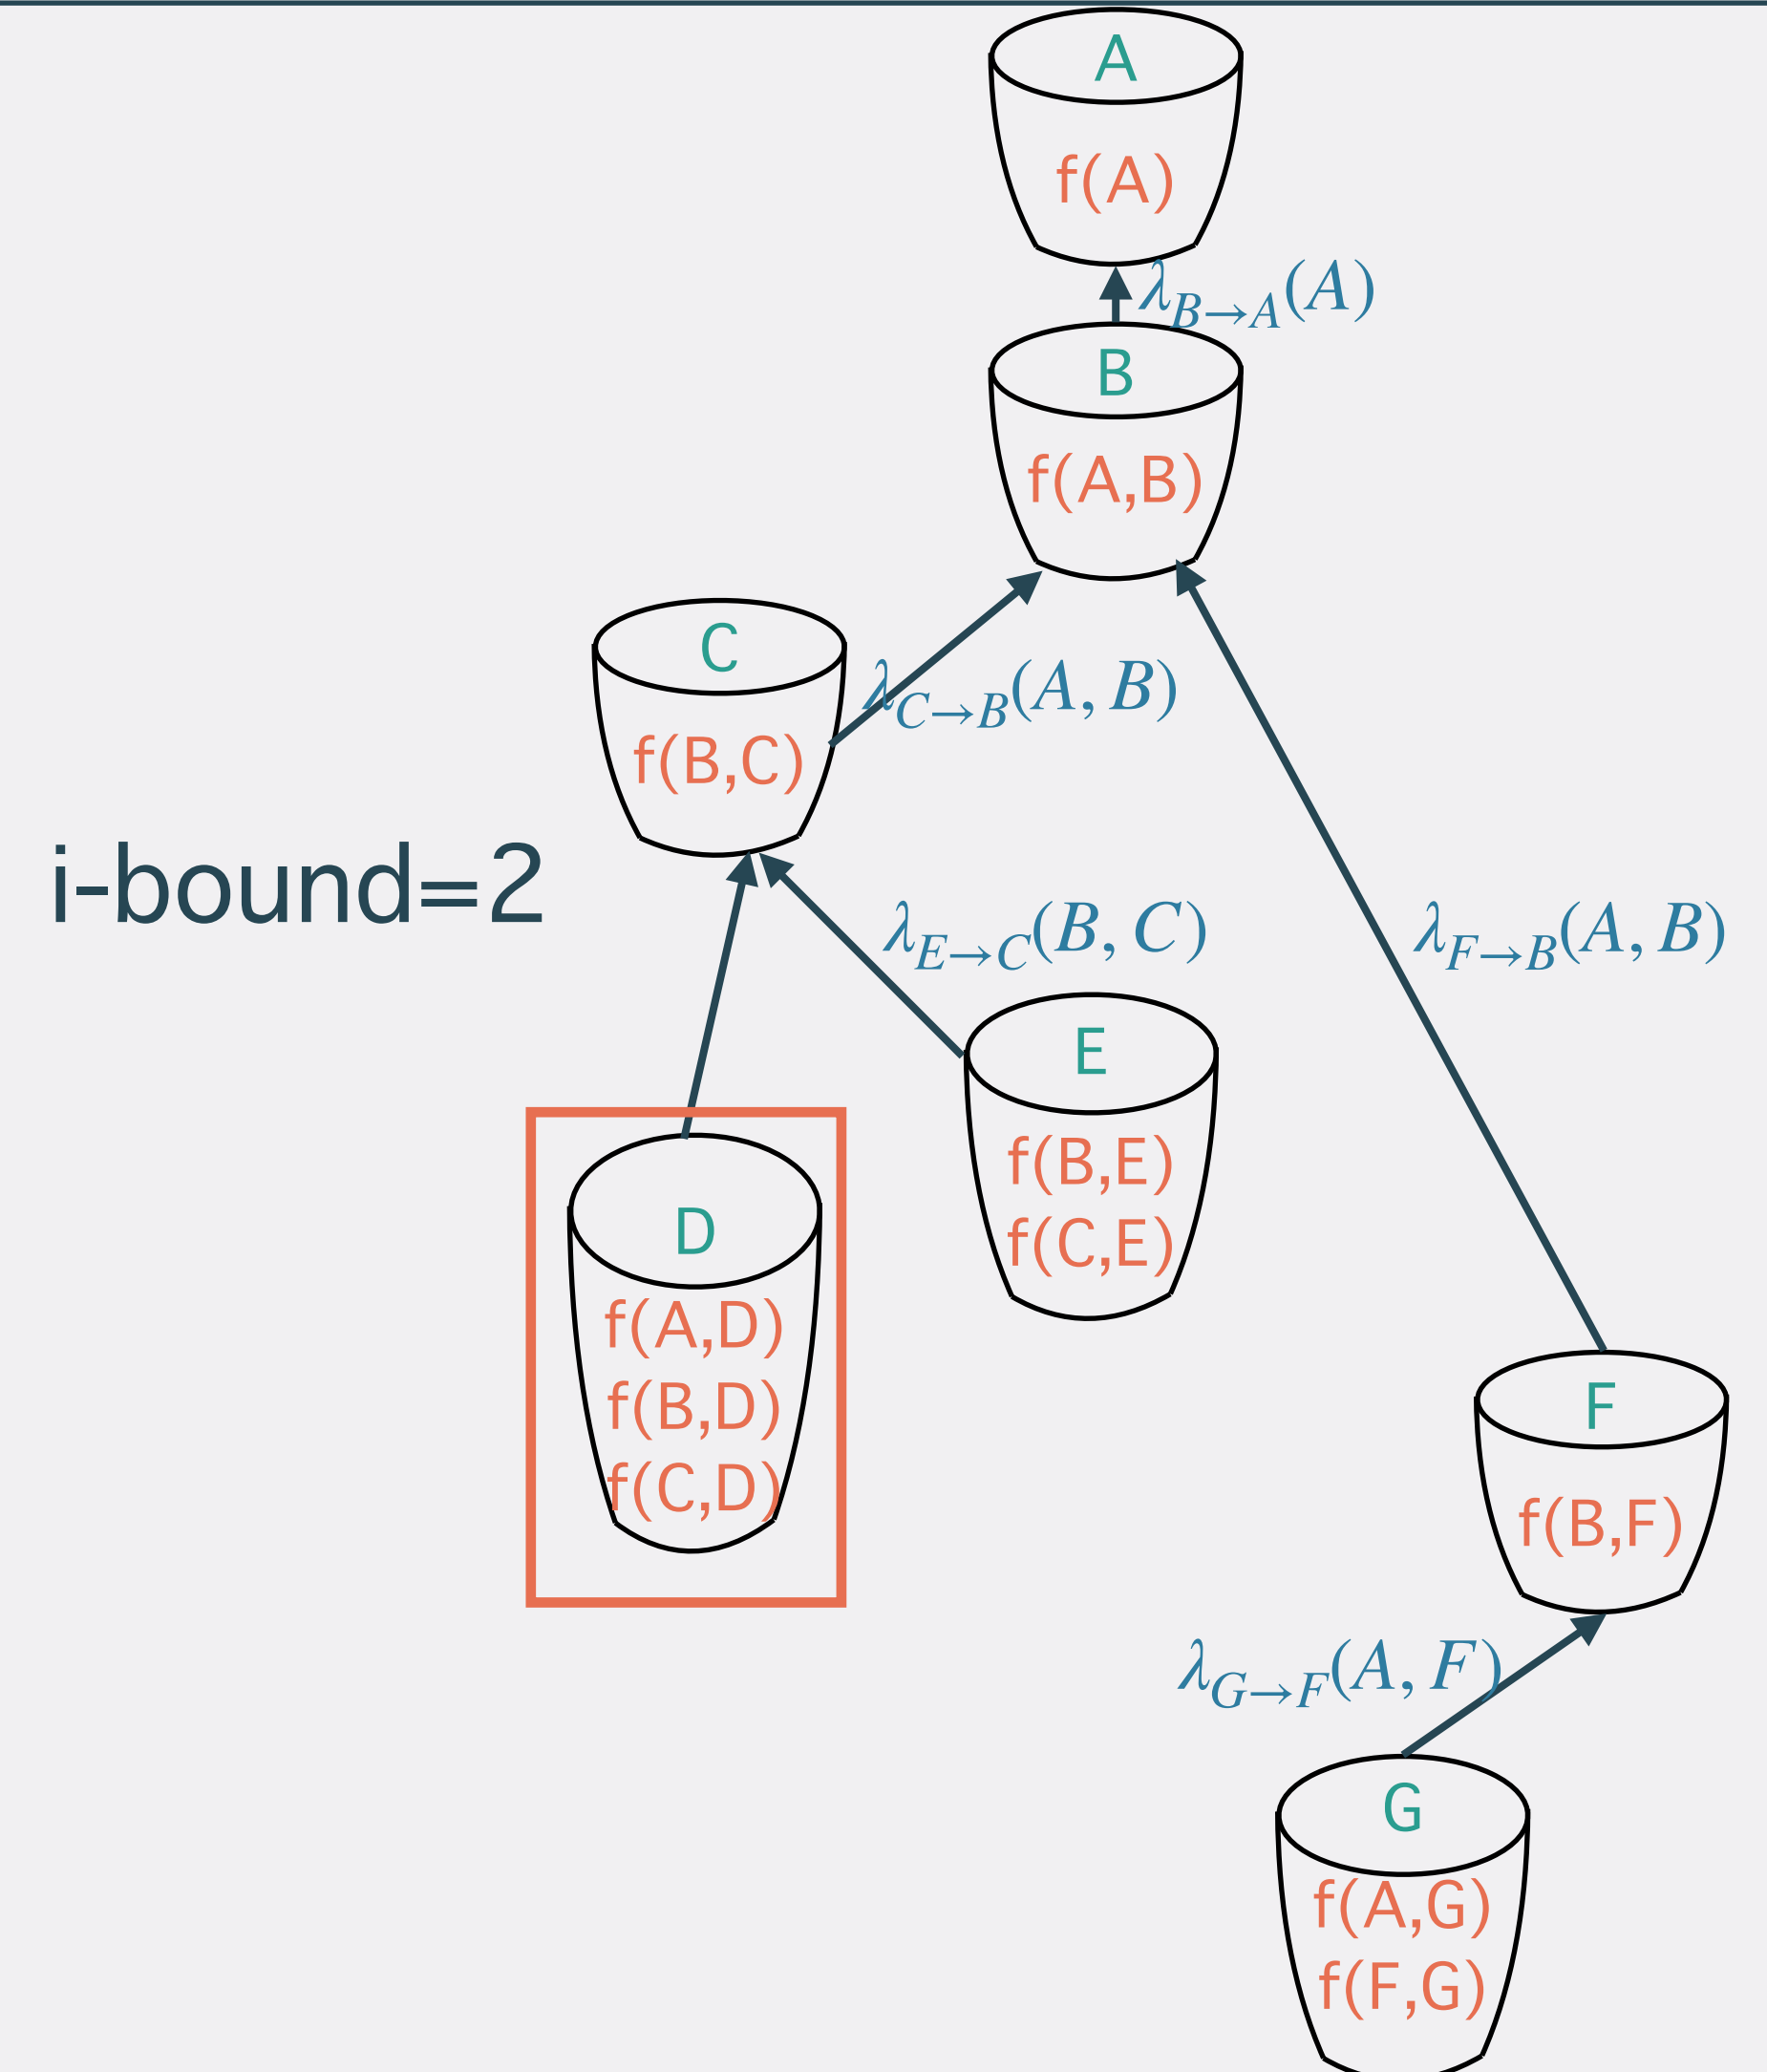 A
f(A)
λB→A(A)
B
f(A,B)
C
λC→B(A, B)
f(B,C)
i-bound=2
λE→C(B, C)
λF→B(A, B)
E
f(B,E)
D
f(C,E)
f(A,D)
F
f(B,D)
f(C,D)
f(B,F)
λG→F(A, F)
G
f(A,G)
f(F,G)